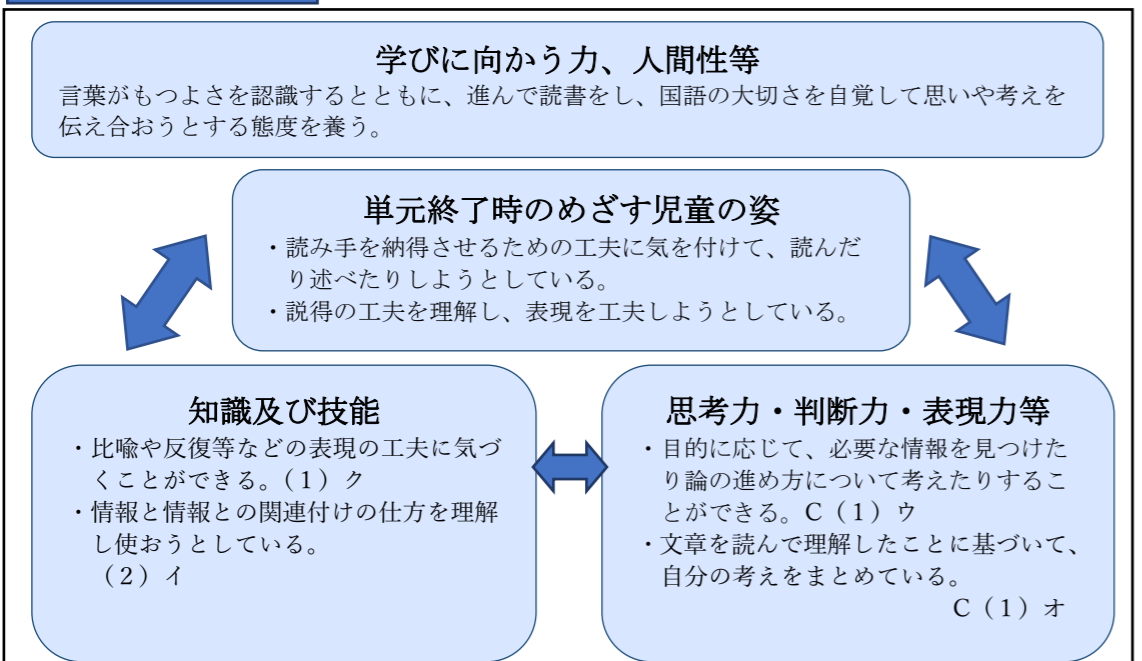 学びに向かう力、人間性等
言葉がもつよさを認識するとともに、進んで読書をし、国語の大切さを自覚して思いや考えを
伝え合おうとする態度を養う。
単元終了時のめざす児童の姿
・読み手を納得させるための工夫に気を付けて、読んだ
り述べたりしようとしている。
・説得の工夫を理解し、表現を工夫しようとしている。
知識及び技能
・比喩や反復等などの表現の工夫に気づ
くことができる。（１）ク
・情報と情報との関連付けの仕方を理解
し使おうとしている。
（２）イ
思考力・判断力・表現力等
・目的に応じて、必要な情報を見つけた
り論の進め方について考えたりするこ
とができる。C（１）ウ
・文章を読んで理解したことに基づいて、
自分の考えをまとめている。
C（１）オ